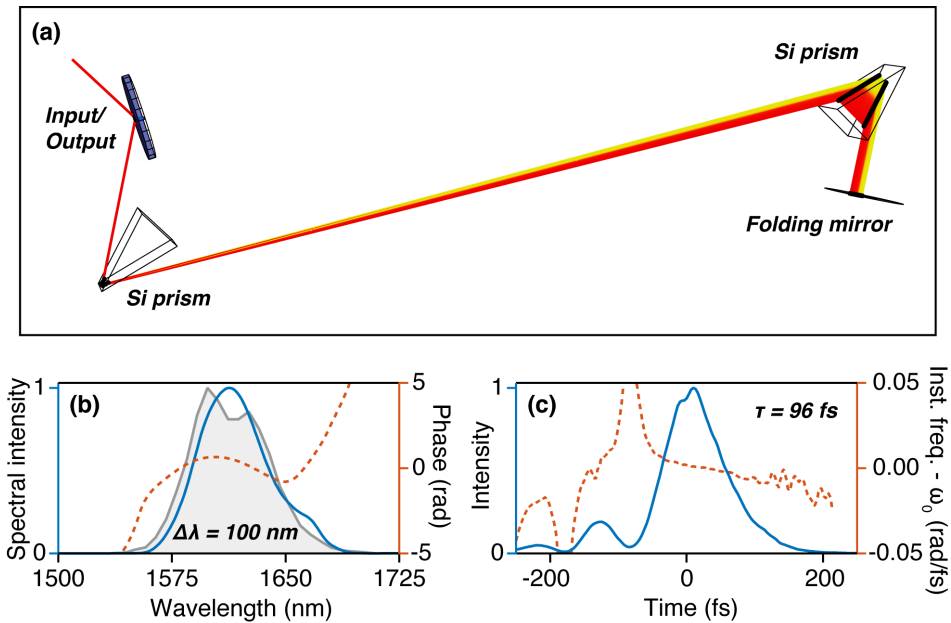 (a)
Si prism
Input/
Output
Folding mirror
Si prism
Spectral intensity
1
0
(b)
Δλ = 100 nm
5
0
-5
Phase (rad)
1500
1575
1650
1725
Wavelength (nm)
Intensity
1
0
(c)
τ = 96 fs
0.05
0.00
-0.05
Inst. freq. - ω₀ (rad/fs)
-200
0
200
Time (fs)